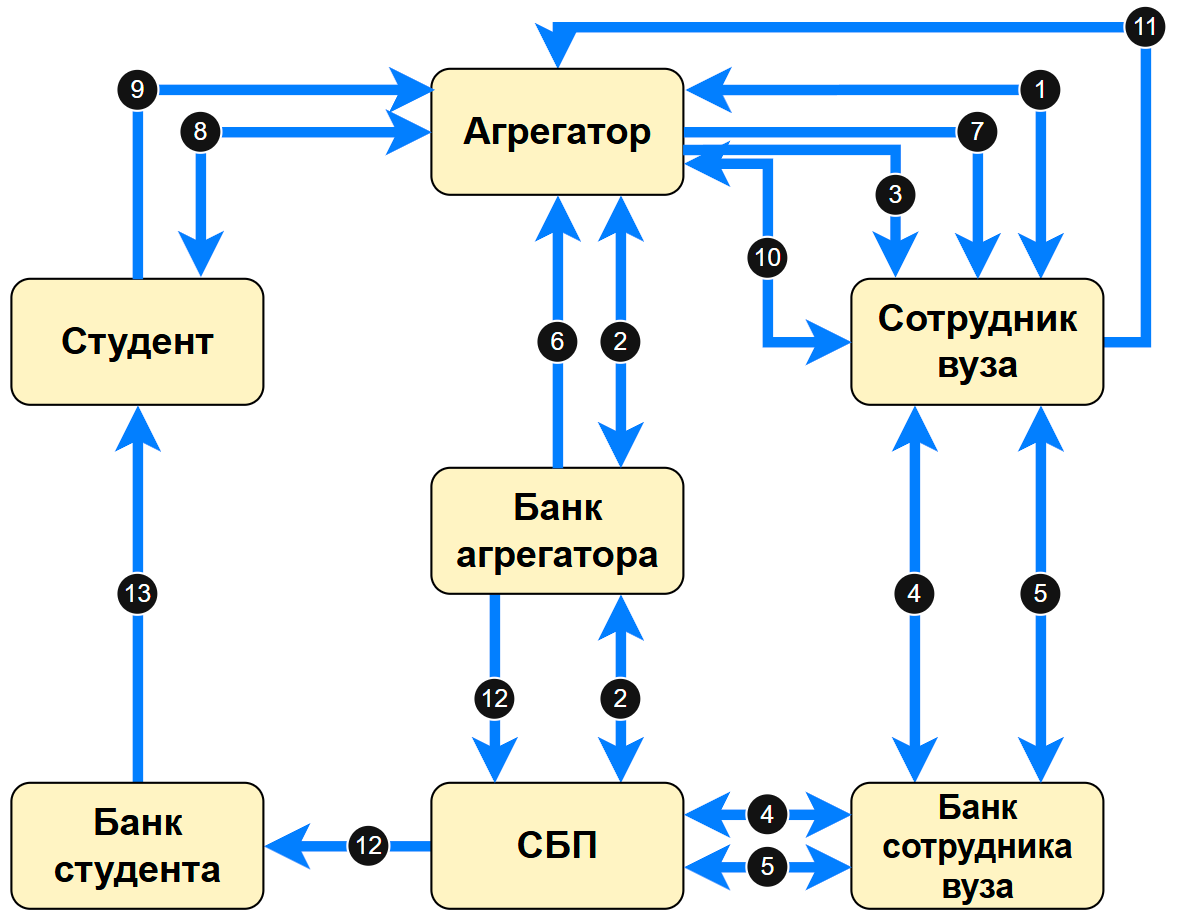 11
9
1
8
Агрегатор
7
3
10
Студент
6
2
Сотрудник
вуза
Банк
агрегатора
13
4
5
12
2
Банк
студента
12
СБП
4
5
Банк
сотрудника
вуза